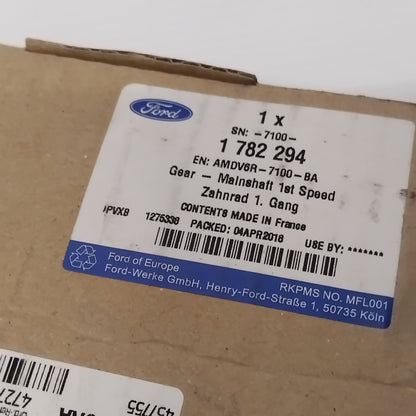 Ford
1 x
SN: -7100-
1 782 294
EN: AMDV6R-7100-BA
Gear - Mainshaft 1st Speed
Zahnrad 1. Gang
CONTENTS MADE IN France
1275338
PACKED: 04APR2018
USE BY: *******
Ford of Europe
RKPMS NO. MFL001
Ford-Werke GmbH, Henry-Ford-Straße 1, 50735 Köln
457755